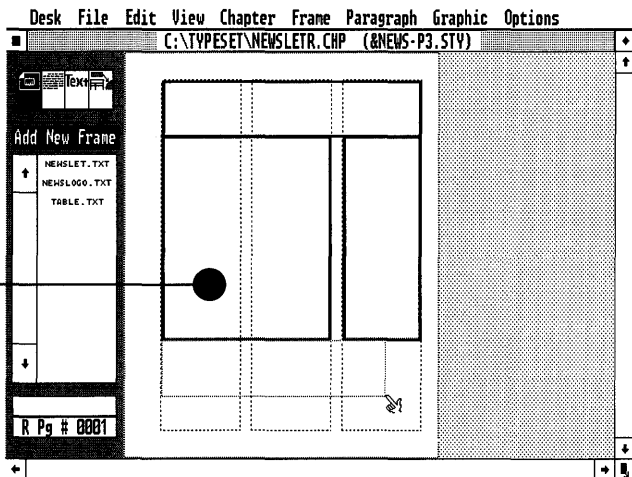 Desk File Edit View Chapter Frame Paragraph Graphic Options
C:\TYPESET\NEWSLETR.CHP (&NEWS-P3.STY)
Text
Add New Frame
NEWSLET.TXT
NEWSLOGO.TXT
TABLE.TXT
R Pg # 0001